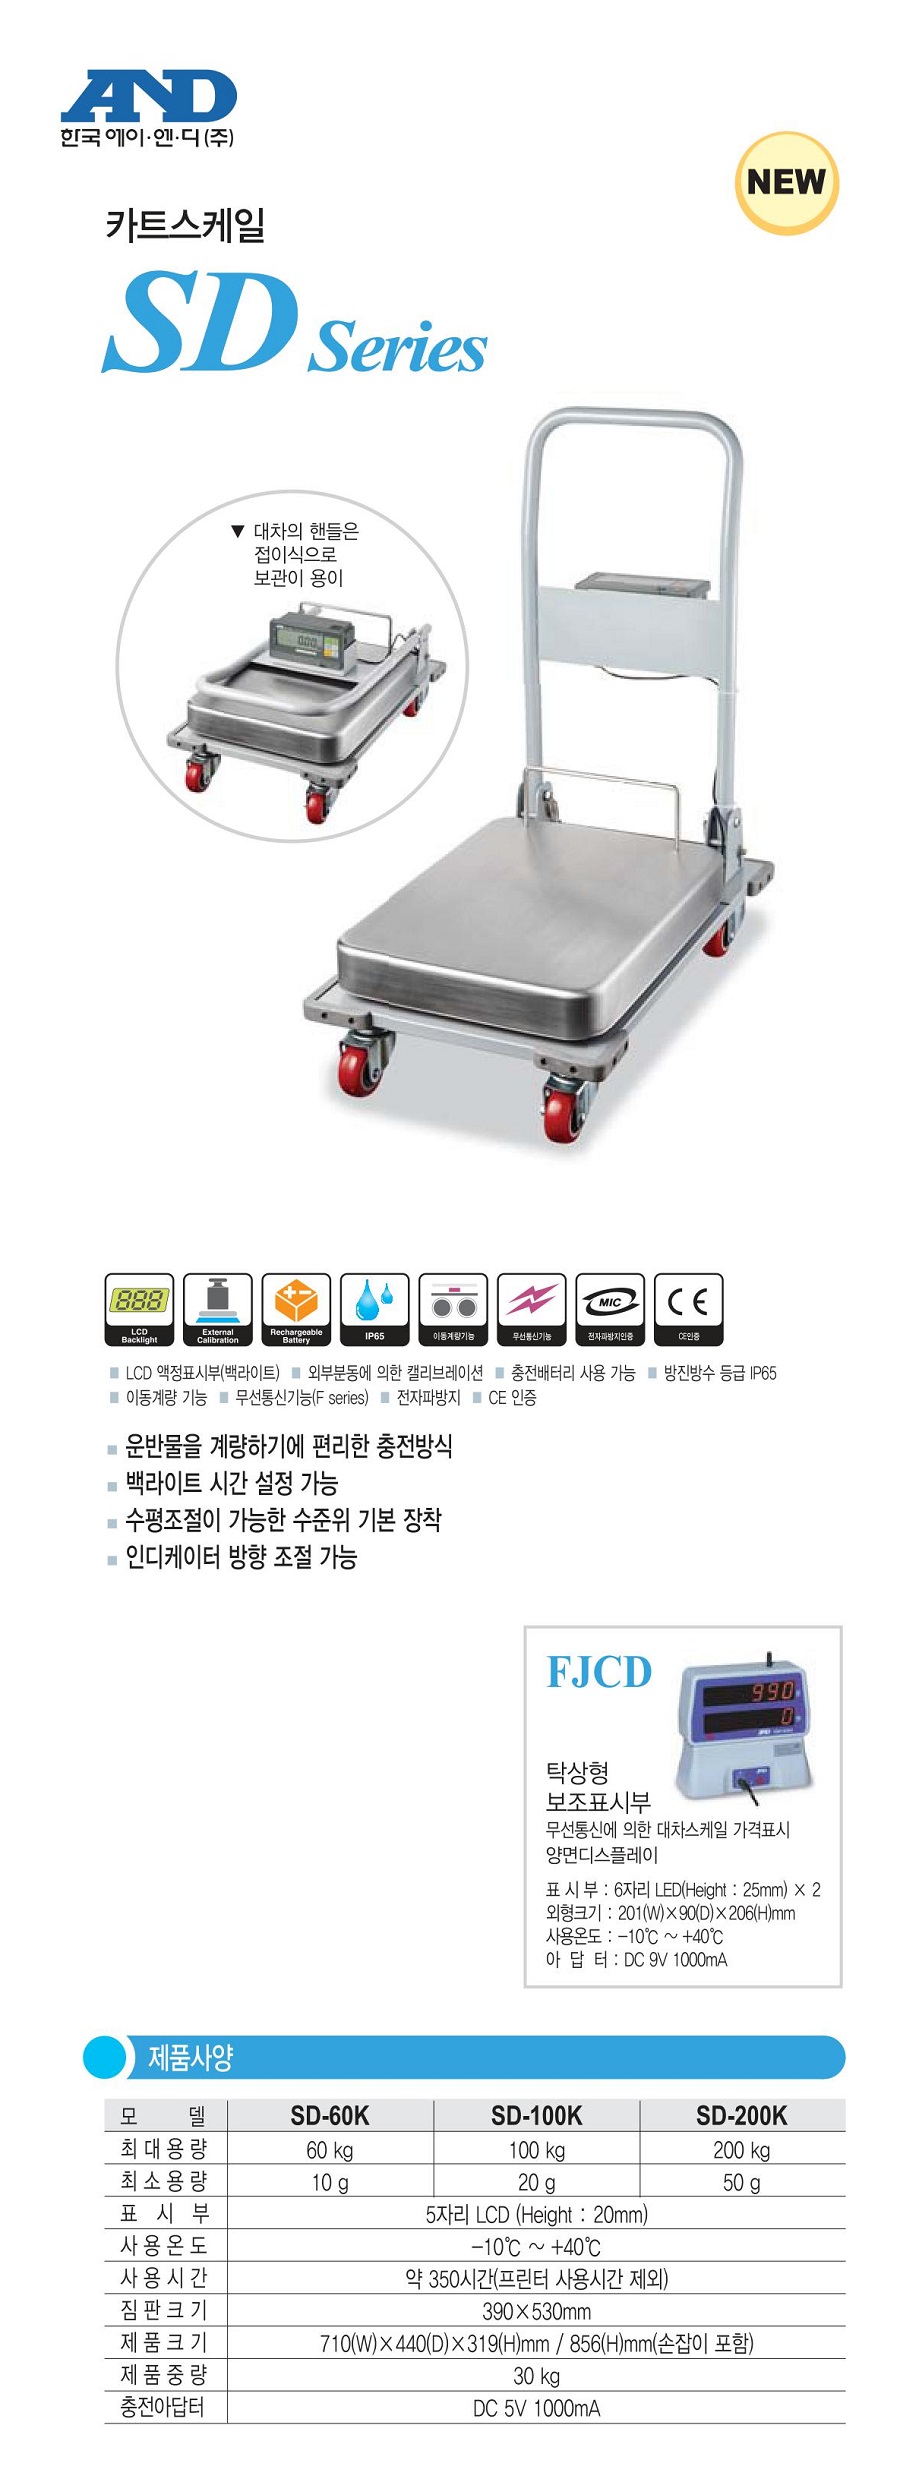 AND
한국에이·엔·디(주)
NEW
카트스케일
SD Series
▼ 대차의 핸들은
접이식으로
보관이 용이
0.00
888
LCD
Backlight
External
Calibration
Rechargeable
Battery
IP65
이동계량기능
무선통신기능
MIC
전자파방지인증
CE
CE인증
■ LCD 액정표시부(백라이트) ■ 외부분동에 의한 캘리브레이션 ■ 충전배터리 사용 가능 ■ 방진방수 등급 IP65
■ 이동계량 기능 ■ 무선통신기능(F series) ■ 전자파방지 ■ CE 인증
■ 운반물을 계량하기에 편리한 충전방식
■ 백라이트 시간 설정 가능
■ 수평조절이 가능한 수준위 기본 장착
■ 인디케이터 방향 조절 가능
FJCD
990
0
AND
탁상형
보조표시부
무선통신에 의한 대차스케일 가격표시
양면디스플레이
표 시 부 : 6자리 LED(Height : 25mm) × 2
외형크기 : 201(W)×90(D)×206(H)mm
사용온도 : -10℃ ~ +40℃
아 답 터 : DC 9V 1000mA
제품사양
모 델 SD-60K SD-100K SD-200K
최대용량 60 kg 100 kg 200 kg
최소용량 10 g 20 g 50 g
표 시 부 5자리 LCD (Height : 20mm)
사용온도 -10℃ ~ +40℃
사용시간 약 350시간(프린터 사용시간 제외)
짐판크기 390×530mm
제품크기 710(W)×440(D)×319(H)mm / 856(H)mm(손잡이 포함)
제품중량 30 kg
충전아답터 DC 5V 1000mA